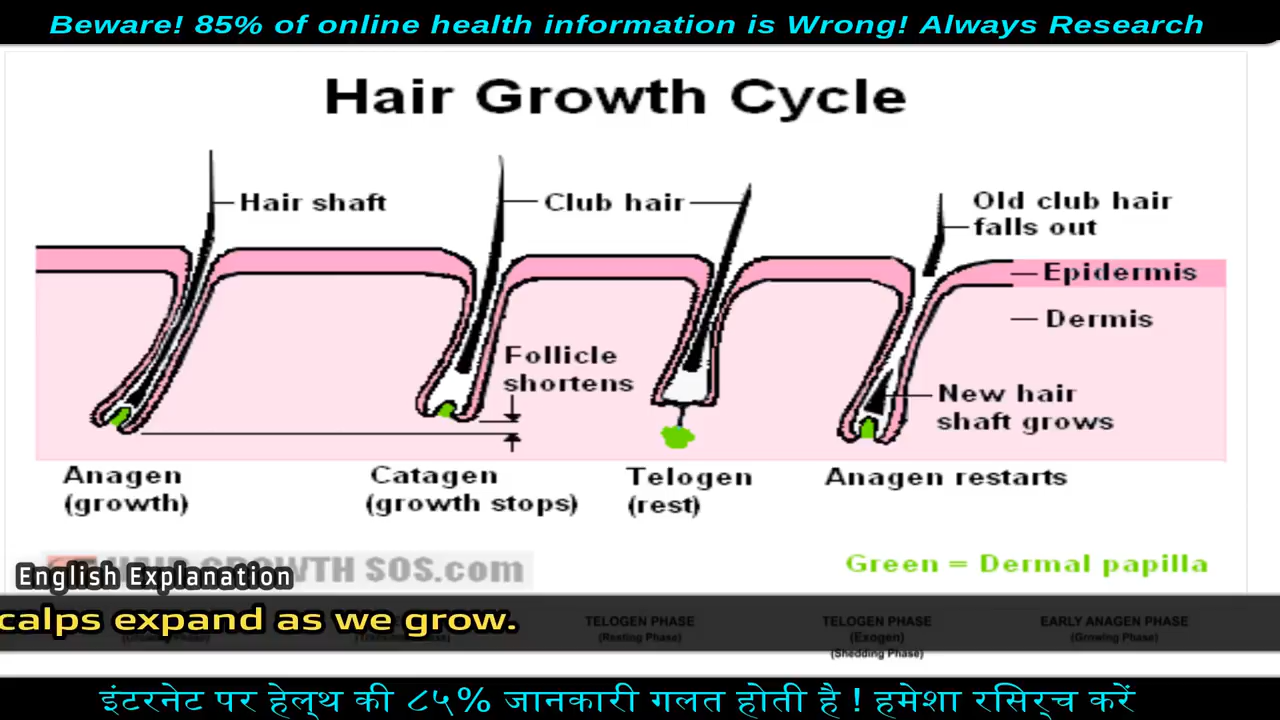 Beware! 85% of online health information is Wrong! Always Research
Hair Growth Cycle
Hair shaft
Club hair
Old club hair
falls out
Epidermis
Dermis
Follicle
shortens
New hair
shaft grows
Anagen
(growth)
Catagen
(growth stops)
Telogen
(rest)
Anagen restarts
Green = Dermal papilla
SOS.com
English Explanation
calps expand as we grow.
TELOGEN PHASE
(Resting Phase)
TELOGEN PHASE
(Exogen)
(Shedding Phase)
EARLY ANAGEN PHASE
(Growing Phase)
इंटरनेट पर हेल्थ की ८५% जानकारी गलत होती है ! हमेशा रिसर्च करें